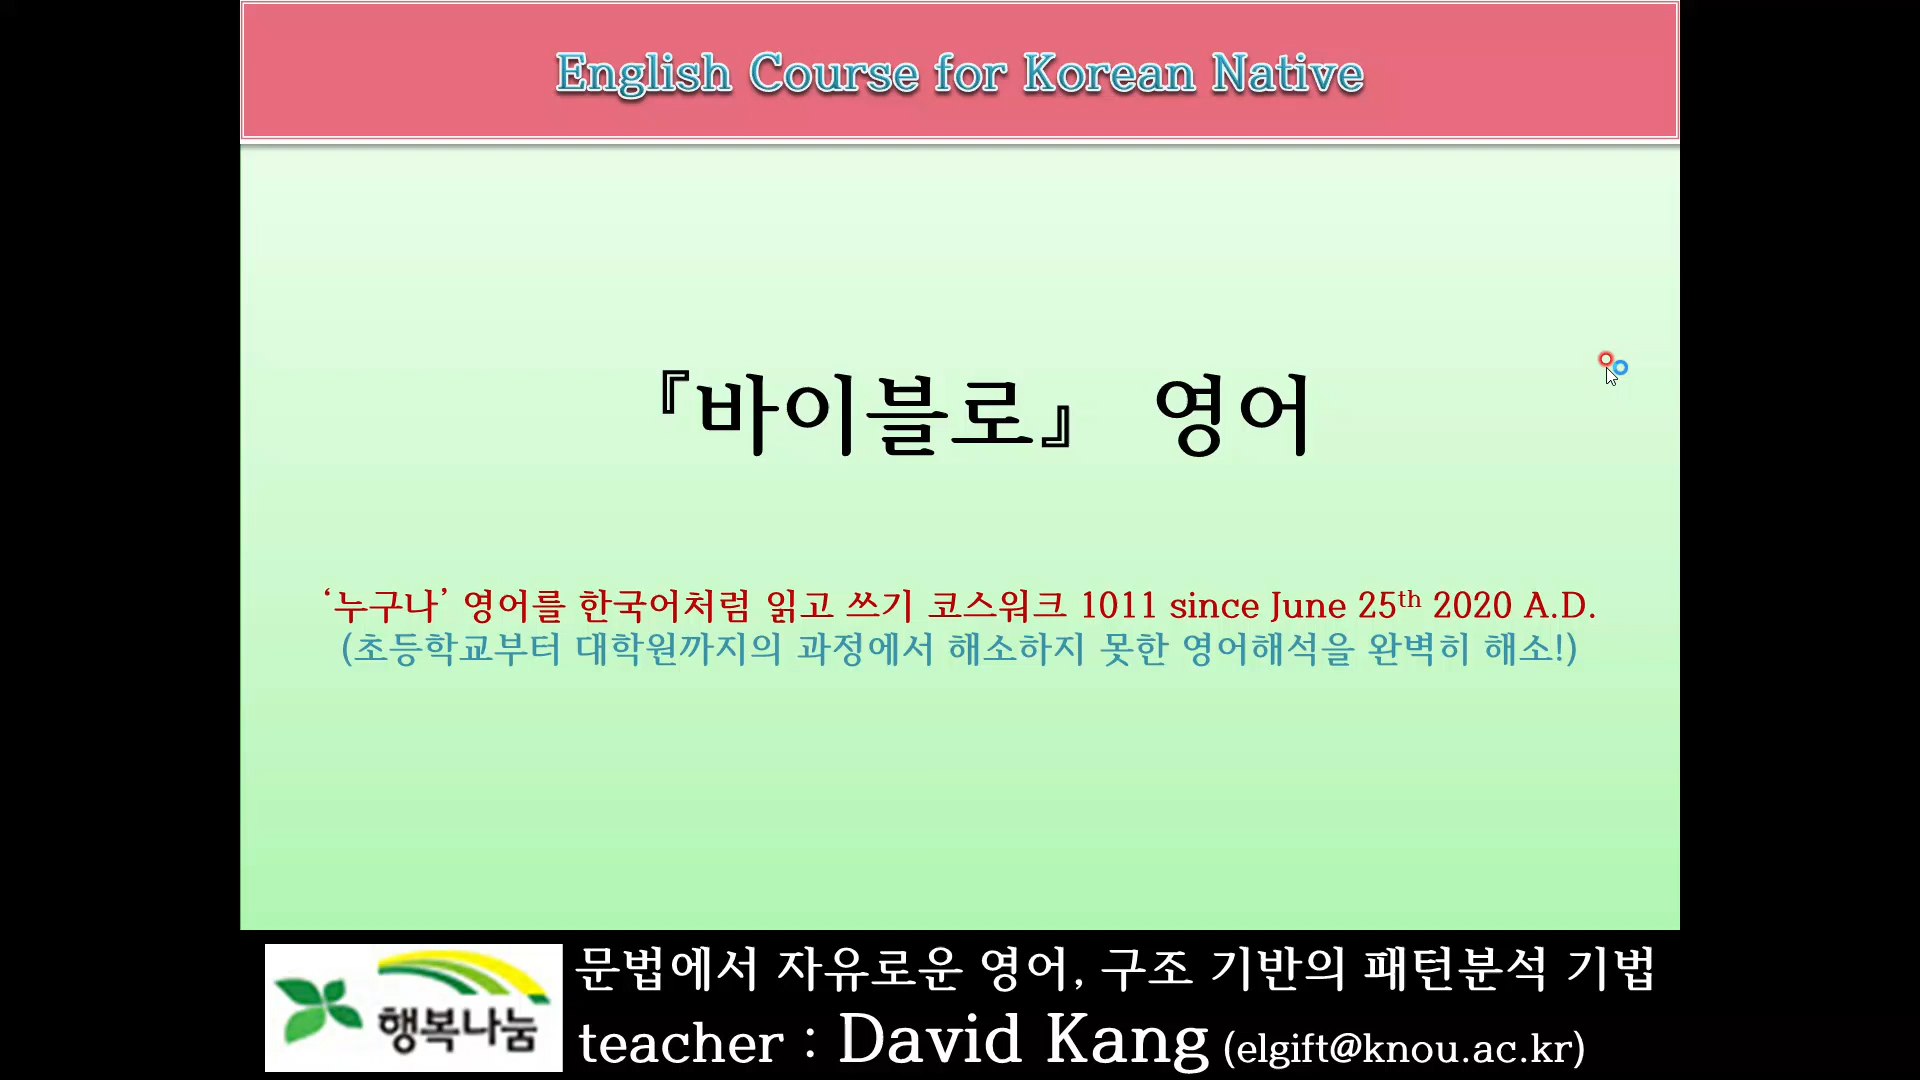 English Course for Korean Native
『바이블로』 영어
‘누구나’ 영어를 한국어처럼 읽고 쓰기 코스워크 1011 since June 25th 2020 A.D.
(초등학교부터 대학원까지의 과정에서 해소하지 못한 영어해석을 완벽히 해소!)
행복나눔
문법에서 자유로운 영어, 구조 기반의 패턴분석 기법
teacher : David Kang (elgift@knou.ac.kr)